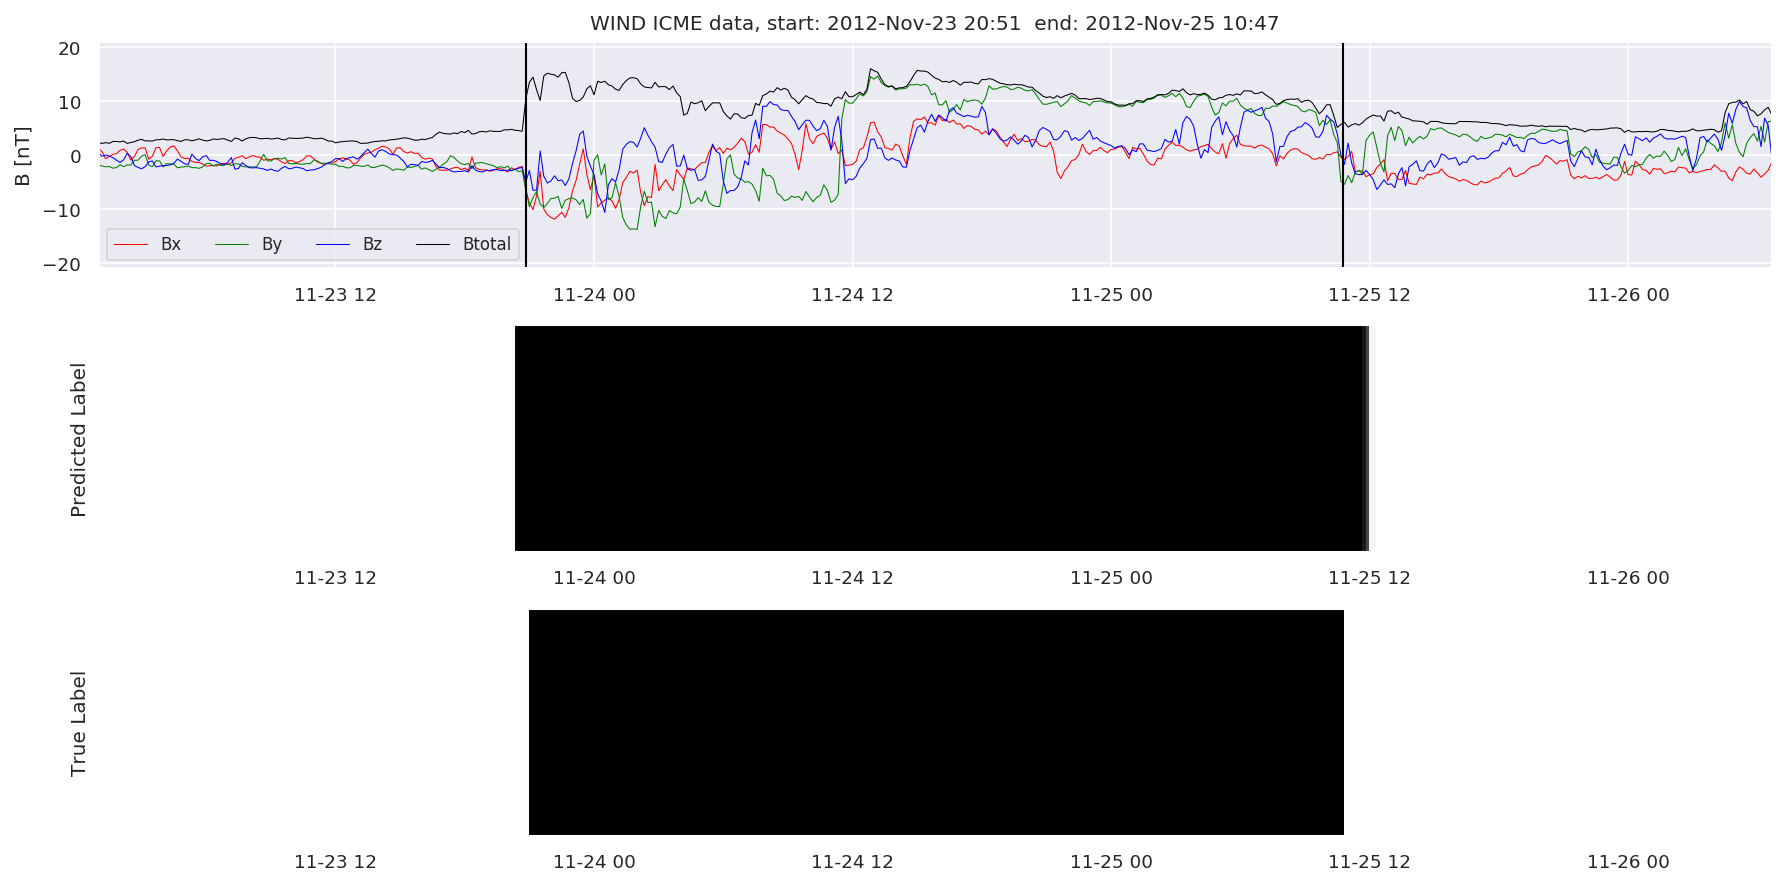 WIND ICME data, start: 2012-Nov-23 20:51  end: 2012-Nov-25 10:47
B [nT]
20
10
0
−10
−20
Bx By Bz Btotal
11-23 12 11-24 00 11-24 12 11-25 00 11-25 12 11-26 00
Predicted Label
11-23 12 11-24 00 11-24 12 11-25 00 11-25 12 11-26 00
True Label
11-23 12 11-24 00 11-24 12 11-25 00 11-25 12 11-26 00